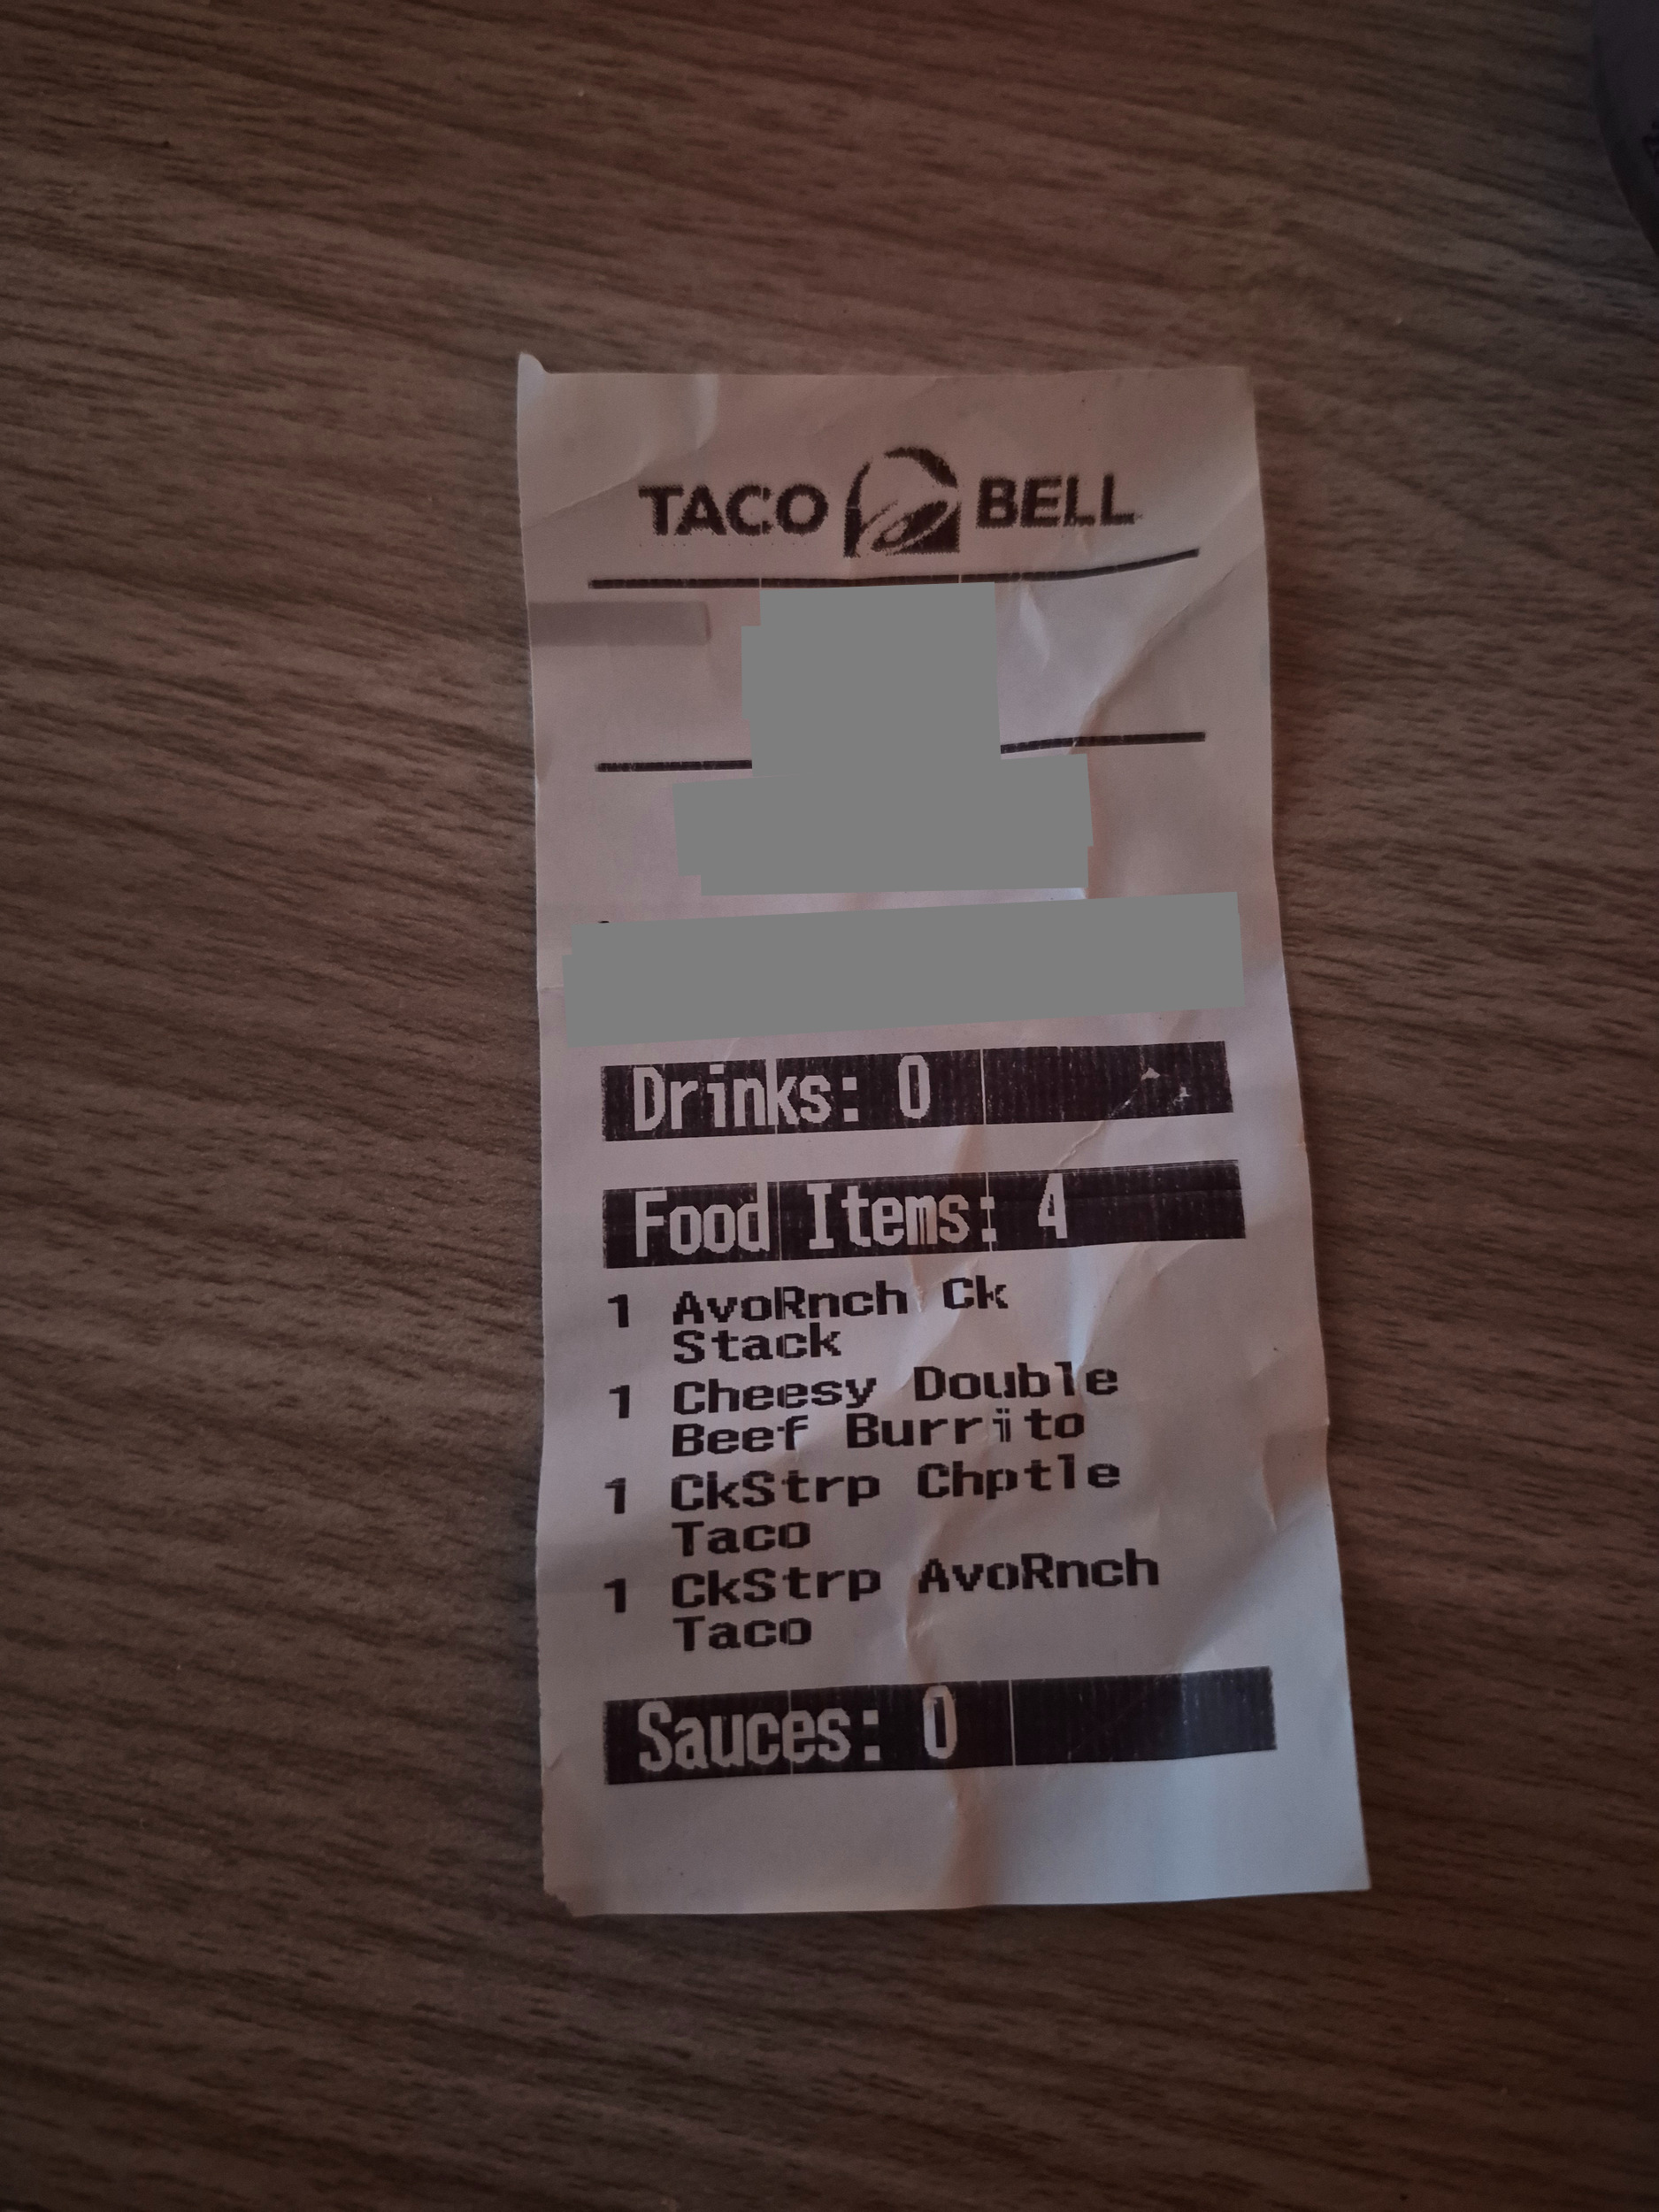 TACO BELL
Drinks: 0
Food Items: 4
1 AvoRnch Ck
Stack
1 Cheesy Double
Beef Burrito
1 CkStrp Chptle
Taco
1 CkStrp AvoRnch
Taco
Sauces: 0